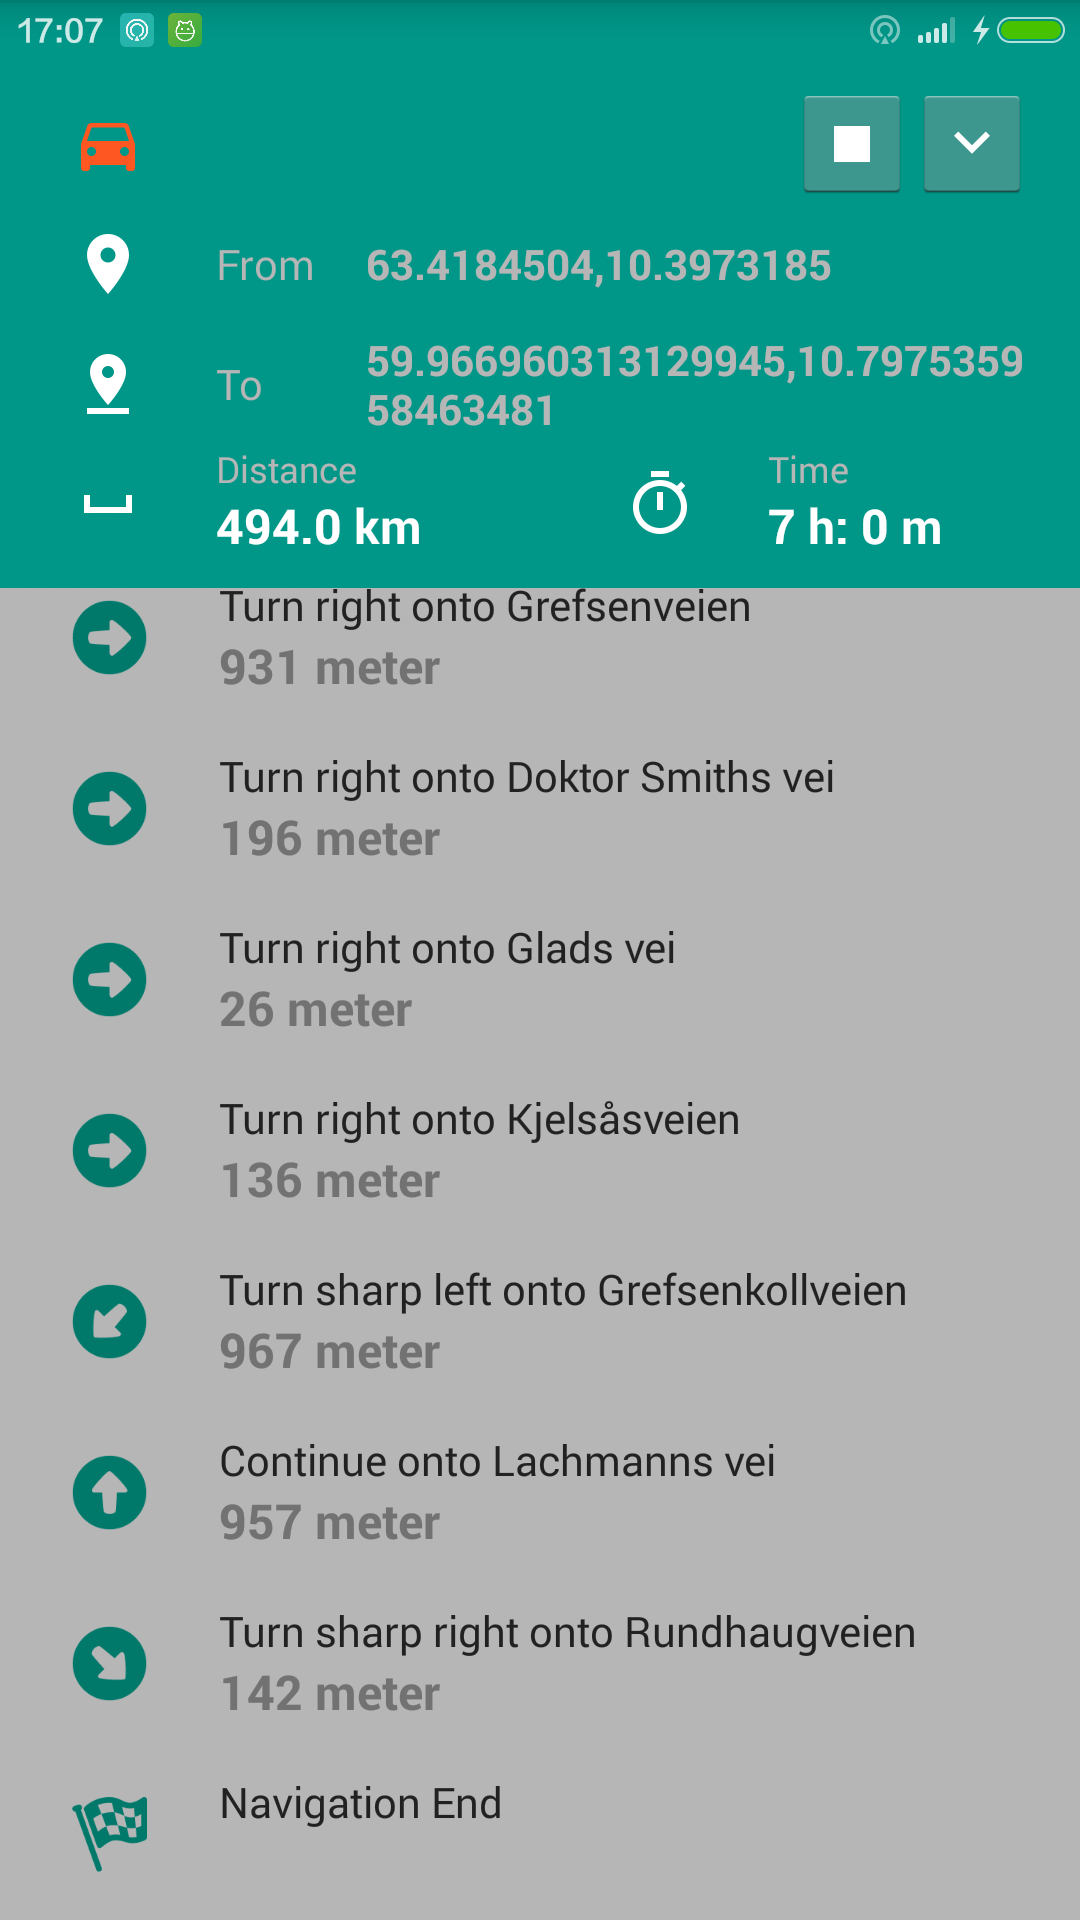 17:07
From 63.4184504,10.3973185
To 59.966960313129945,10.7975359
58463481
Distance Time
494.0 km 7 h: 0 m
Turn right onto Grefsenveien
931 meter
Turn right onto Doktor Smiths vei
196 meter
Turn right onto Glads vei
26 meter
Turn right onto Kjelsåsveien
136 meter
Turn sharp left onto Grefsenkollveien
967 meter
Continue onto Lachmanns vei
957 meter
Turn sharp right onto Rundhaugveien
142 meter
Navigation End